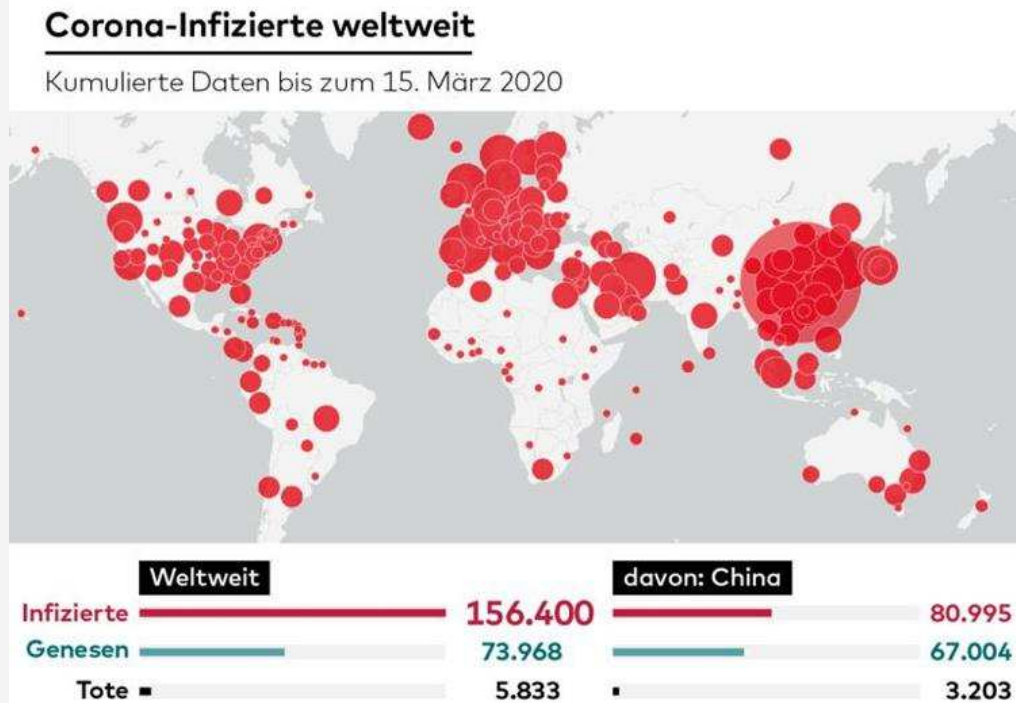 Corona-Infizierte weltweit
Kumulierte Daten bis zum 15. März 2020
Weltweit davon: China
Infizierte 156.400 80.995
Genesen 73.968 67.004
Tote 5.833 3.203